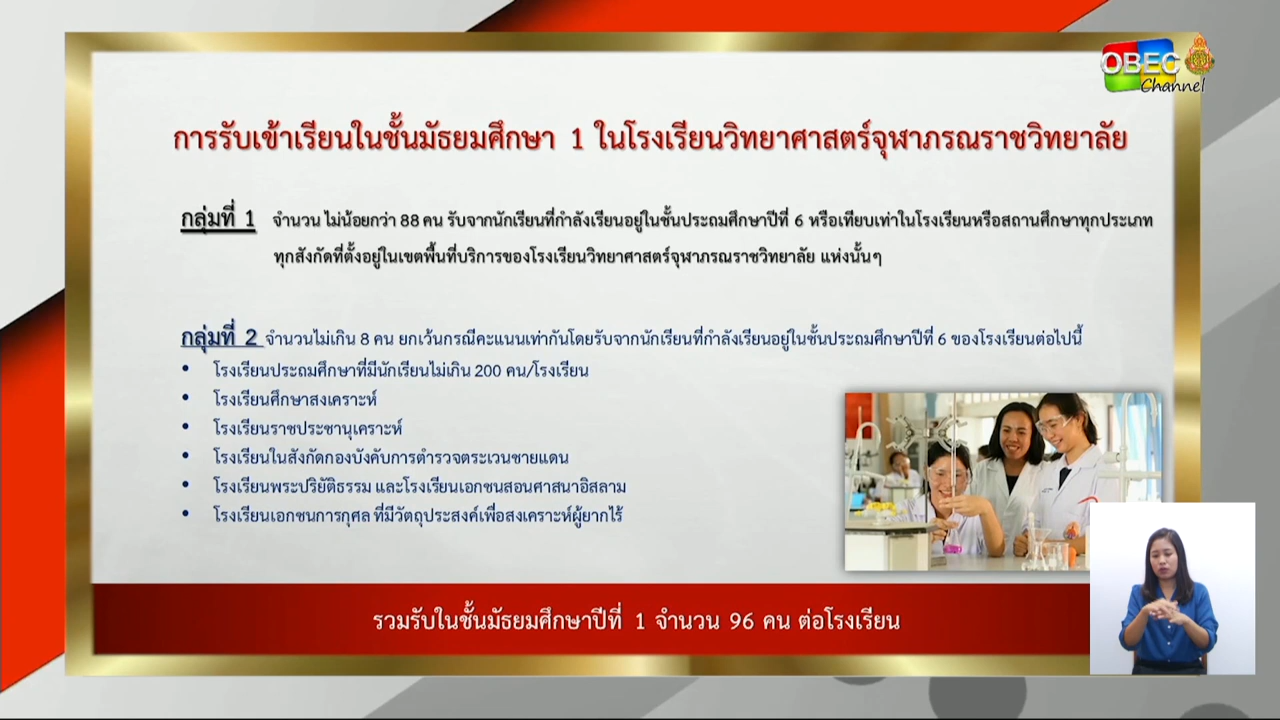 OBEC
Channel
การรับเข้าเรียนในชั้นมัธยมศึกษา 1 ในโรงเรียนวิทยาศาสตร์จุฬาภรณราชวิทยาลัย
กลุ่มที่ 1 จำนวน ไม่น้อยกว่า 88 คน รับจากนักเรียนที่กำลังเรียนอยู่ในชั้นประถมศึกษาปีที่ 6 หรือเทียบเท่าในโรงเรียนหรือสถานศึกษาทุกประเภท
ทุกสังกัดที่ตั้งอยู่ในเขตพื้นที่บริการของโรงเรียนวิทยาศาสตร์จุฬาภรณราชวิทยาลัย แห่งนั้นๆ
กลุ่มที่ 2 จำนวนไม่เกิน 8 คน ยกเว้นกรณีคะแนนเท่ากันโดยรับจากนักเรียนที่กำลังเรียนอยู่ในชั้นประถมศึกษาปีที่ 6 ของโรงเรียนต่อไปนี้
• โรงเรียนประถมศึกษาที่มีนักเรียนไม่เกิน 200 คน/โรงเรียน
• โรงเรียนศึกษาสงเคราะห์
• โรงเรียนราชประชานุเคราะห์
• โรงเรียนในสังกัดกองบังคับการตำรวจตระเวนชายแดน
• โรงเรียนพระปริยัติธรรม และโรงเรียนเอกชนสอนศาสนาอิสลาม
• โรงเรียนเอกชนการกุศล ที่มีวัตถุประสงค์เพื่อสงเคราะห์ผู้ยากไร้
รวมรับในชั้นมัธยมศึกษาปีที่ 1 จำนวน 96 คน ต่อโรงเรียน